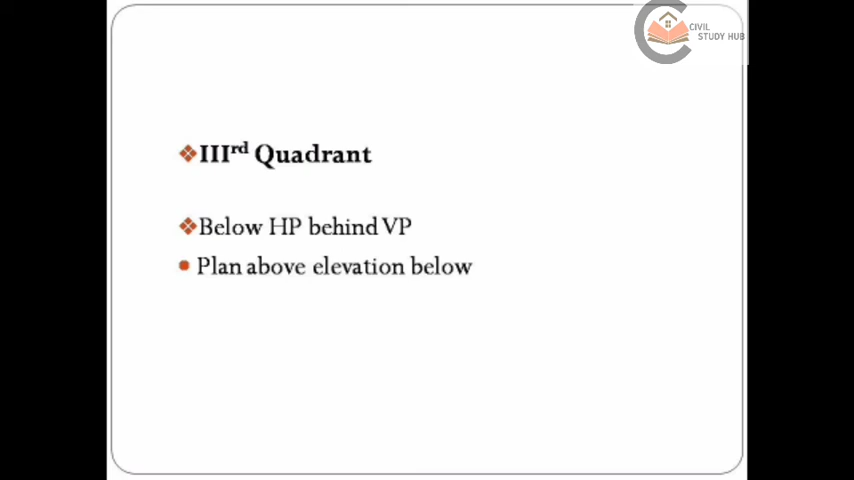 CIVIL
STUDY HUB
❖IIIrd Quadrant
❖Below HP behind VP
• Plan above elevation below